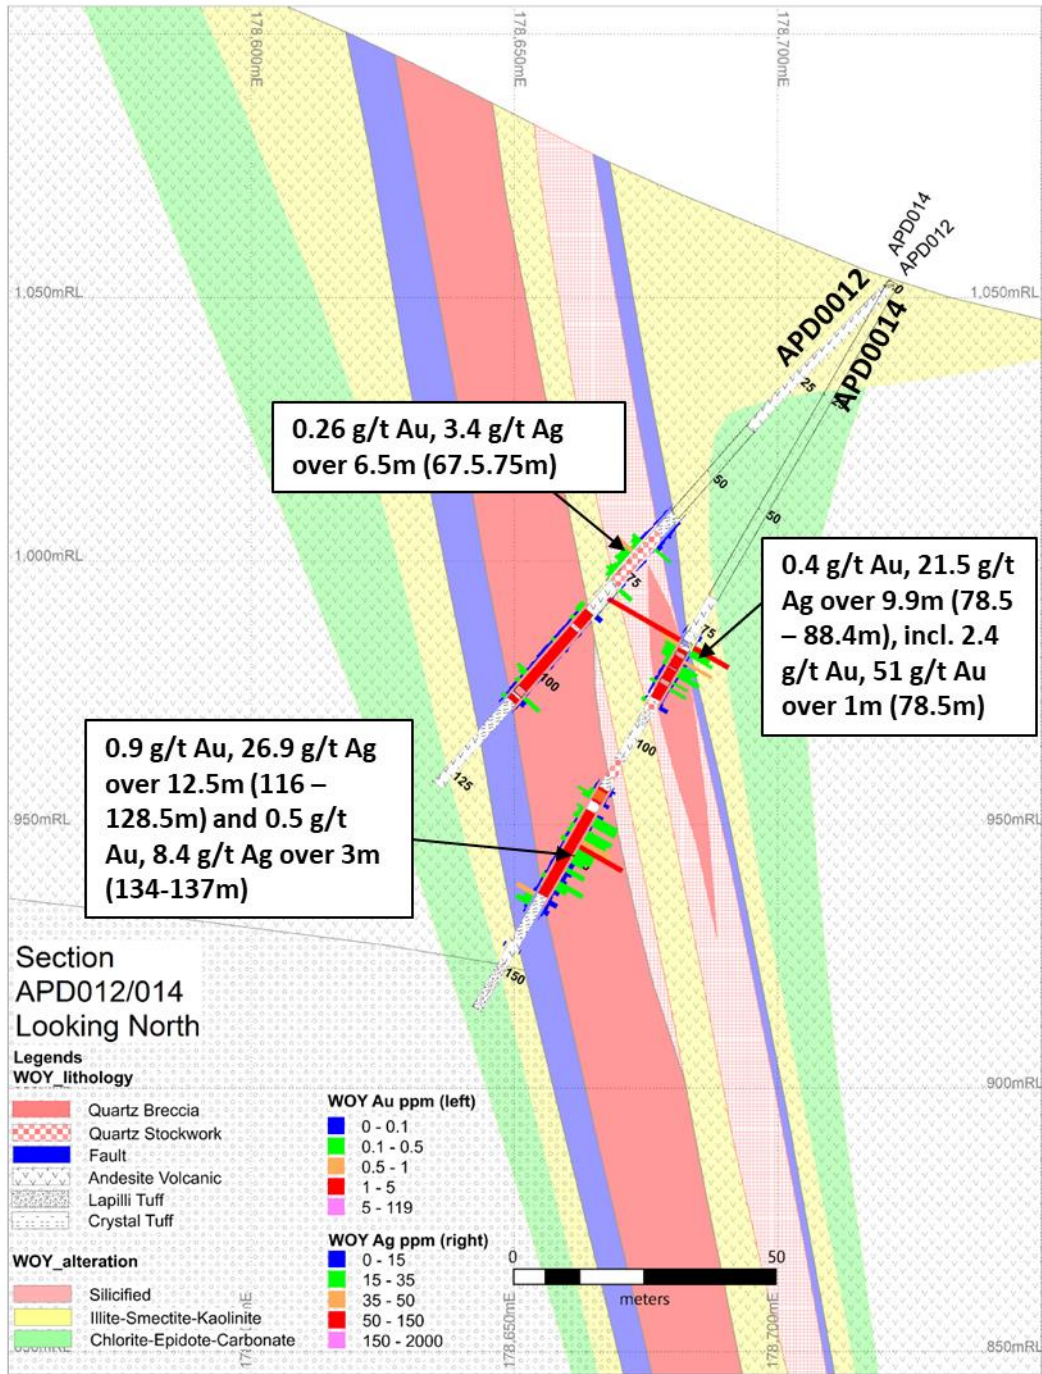 178,600mE
178,650mE
178,700mE
APD014
APD012
0
1,050mRL
1,050mRL
APD0012
APD0014
25
0.26 g/t Au, 3.4 g/t Ag
over 6.5m (67.5.75m)
50
50
1,000mRL
1,000mRL
0.4 g/t Au, 21.5 g/t
Ag over 9.9m (78.5
– 88.4m), incl. 2.4
g/t Au, 51 g/t Au
over 1m (78.5m)
75
75
100
100
125
0.9 g/t Au, 26.9 g/t Ag
over 12.5m (116 –
128.5m) and 0.5 g/t
Au, 8.4 g/t Ag over 3m
(134-137m)
950mRL
950mRL
150
Section
APD012/014
Looking North
Legends
WOY_lithology
Quartz Breccia
Quartz Stockwork
Fault
Andesite Volcanic
Lapilli Tuff
Crystal Tuff
WOY_alteration
Silicified
Illite-Smectite-Kaolinite
Chlorite-Epidote-Carbonate
WOY Au ppm (left)
0 - 0.1
0.1 - 0.5
0.5 - 1
1 - 5
5 - 119
WOY Ag ppm (right)
0 - 15
15 - 35
35 - 50
50 - 150
150 - 2000
0
50
meters
900mRL
178,650mE
178,700mE
850mRL